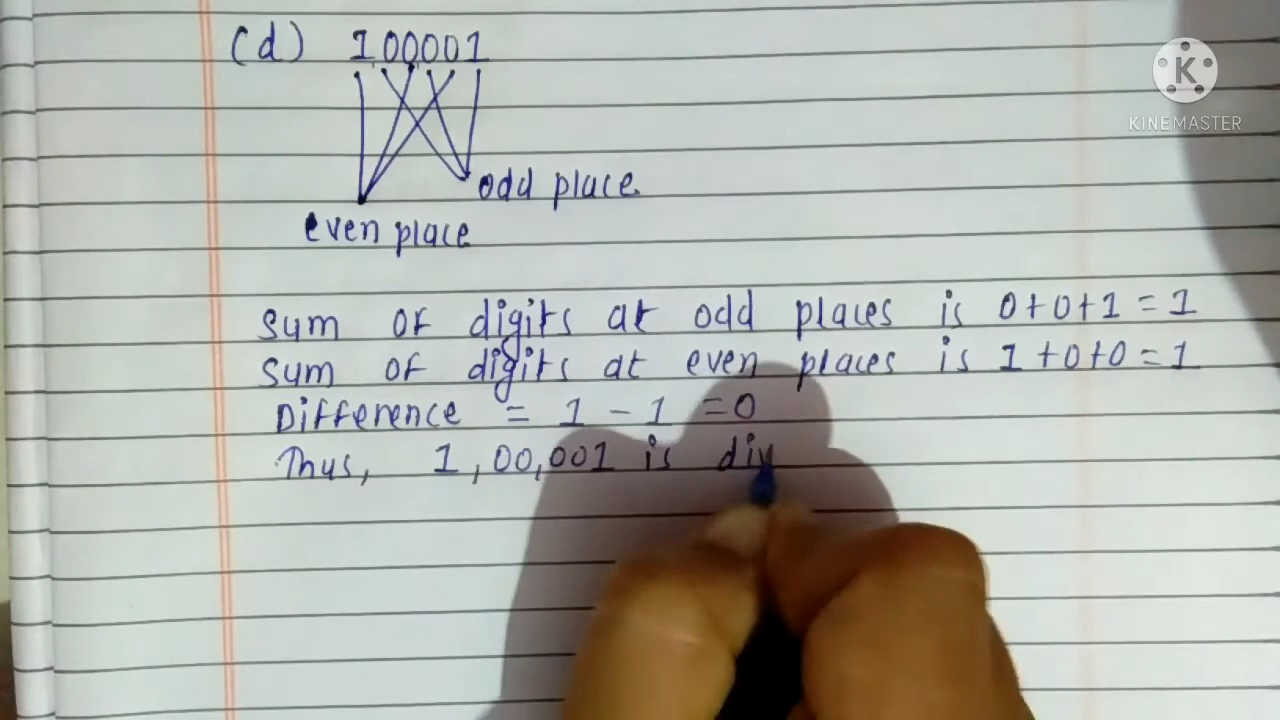 (d) 100001
odd place
even place
Sum of digits at odd places is 0+0+1=1
Sum of digits at even places is 1+0+0=1
Difference = 1 - 1 =0
Thus, 1,00,001 is div
K
KINEMASTER